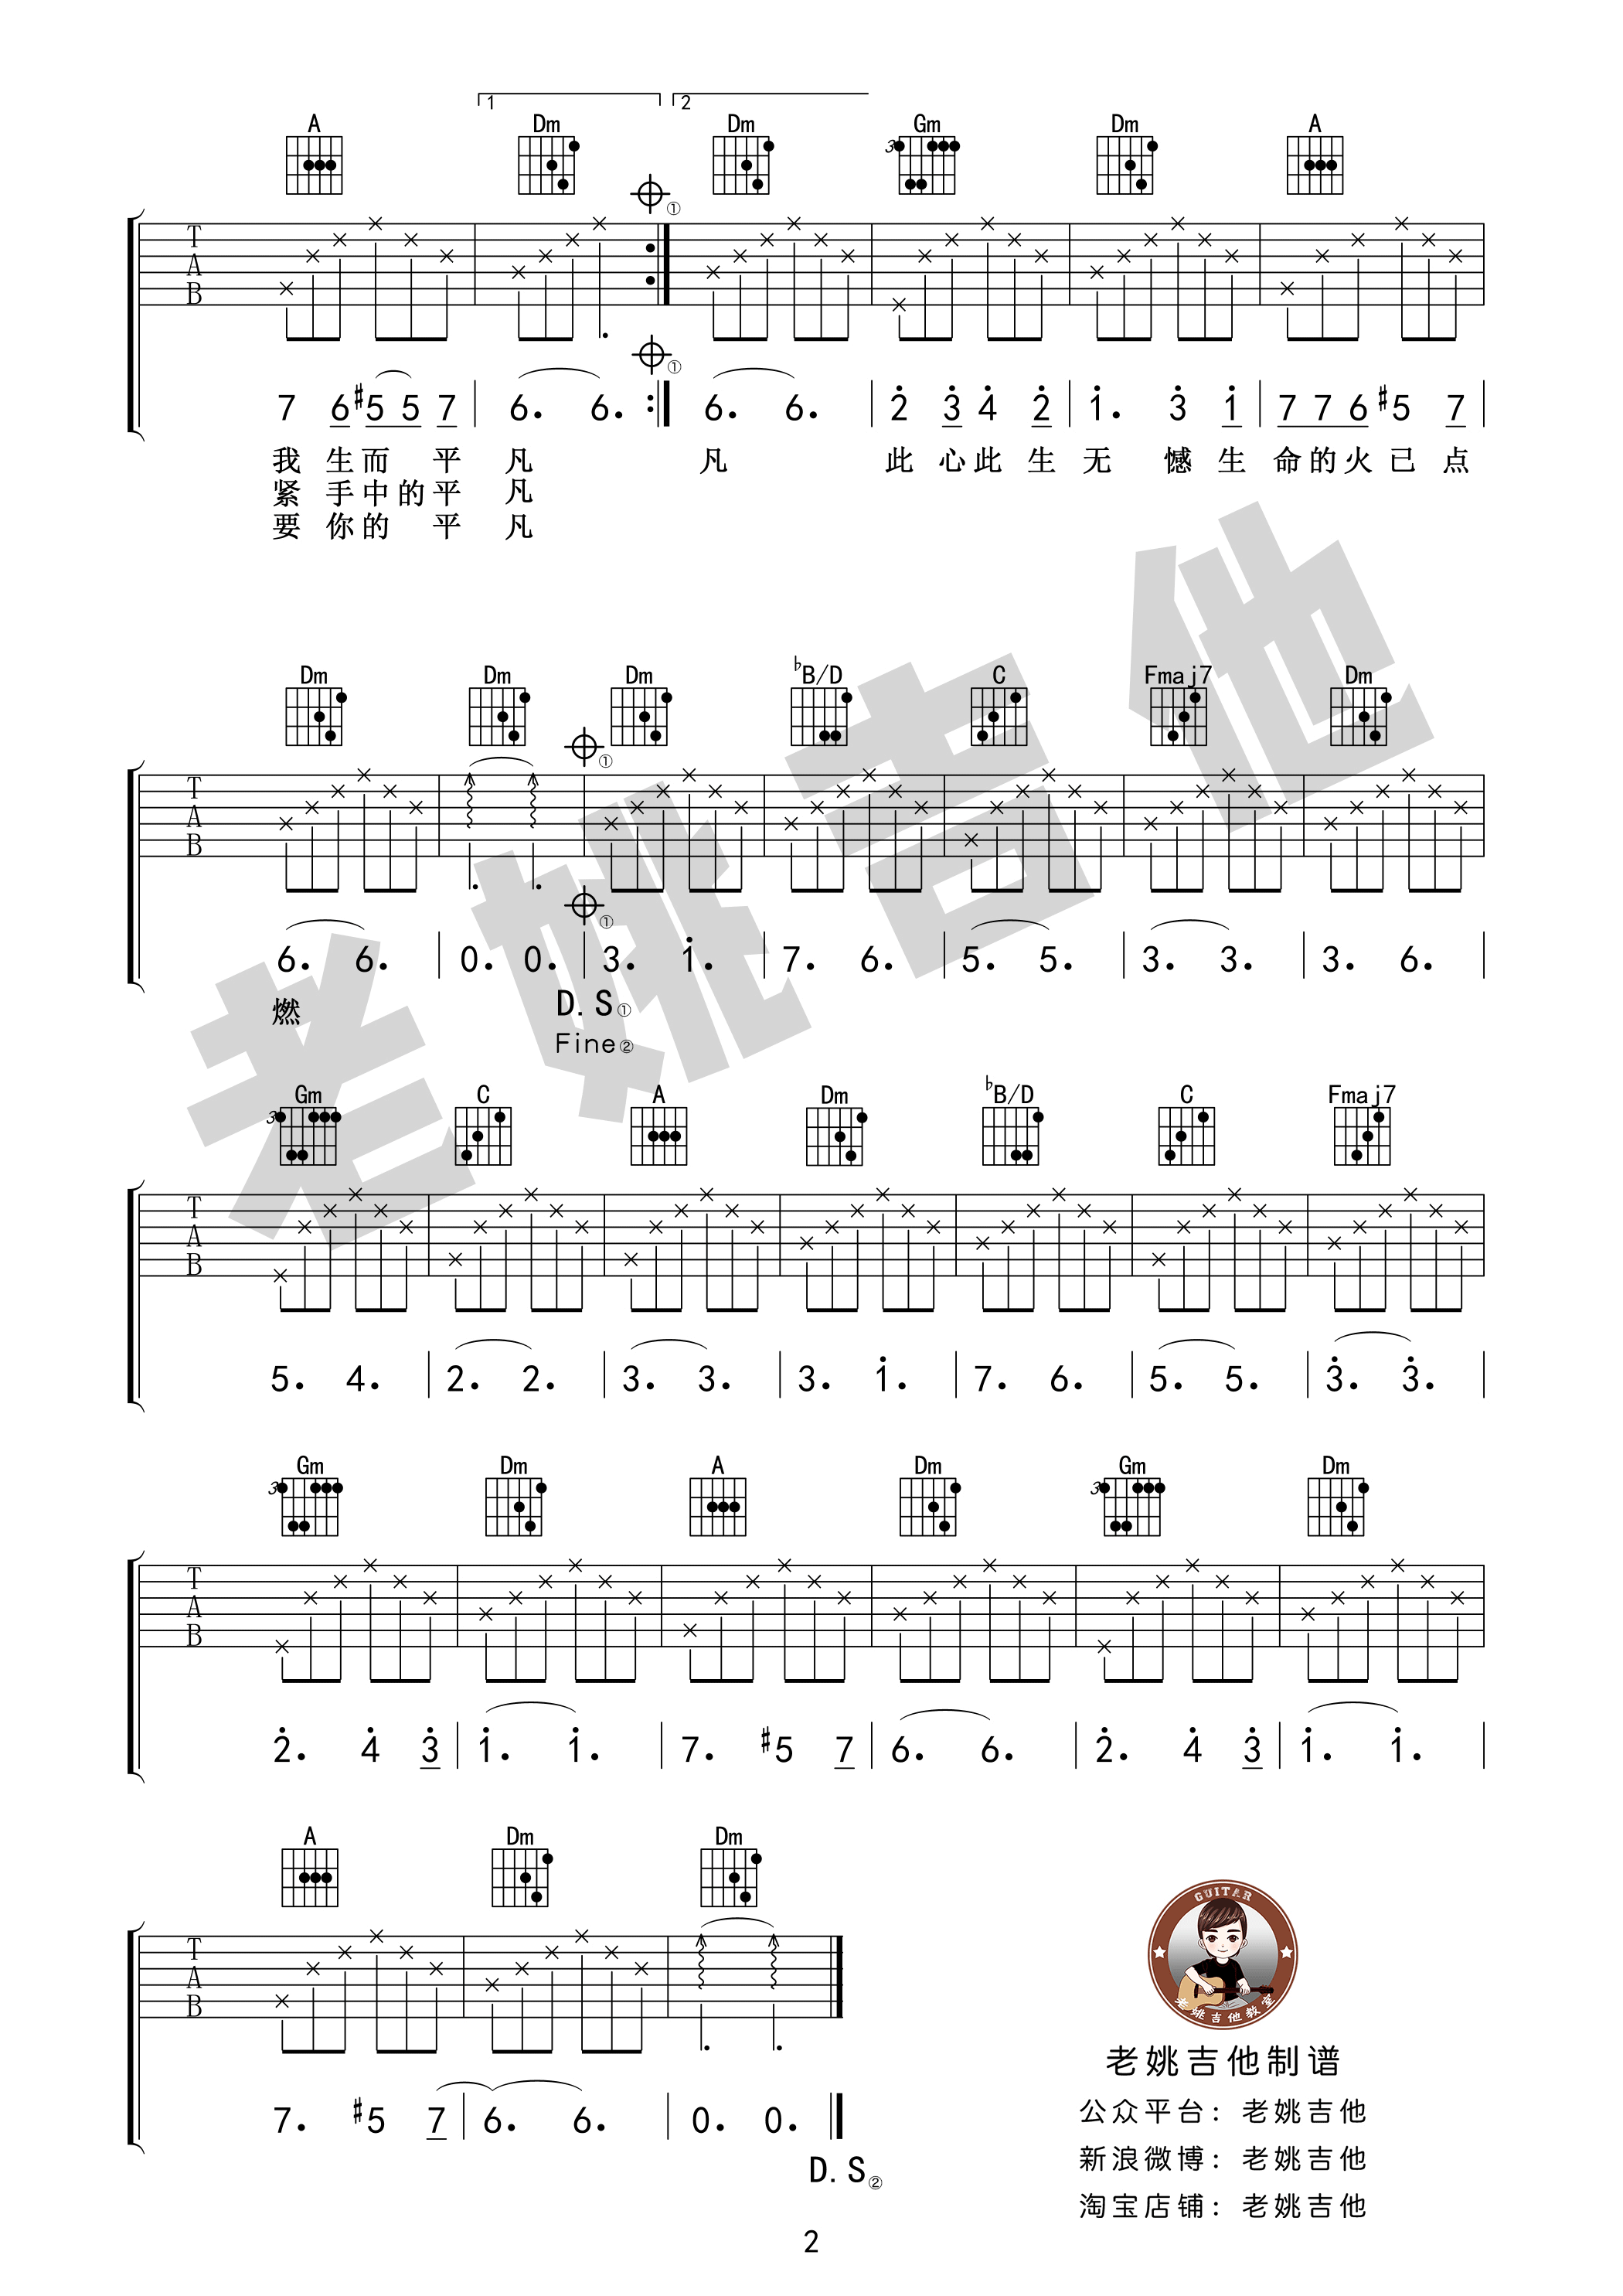 1 2
A Dm Dm Gm Dm A
3
① 
T
A
B
①
7 6 #5 5 7 | 6. 6. :| 6. 6. | 2 3 4 2 | 1. 3 1 | 7 7 6 #5 7 |
我 生 而 平 凡 凡 此 心 此 生 无 憾 生 命 的 火 已 点
紧 手 中 的 平 凡
要 你 的 平 凡
Dm Dm Dm ♭B/D C Fmaj7 Dm
①
T
A
B
①
6. 6. | 0. 0. | 3. 1. | 7. 6. | 5. 5. | 3. 3. | 3. 6. |
燃 D.S①
Fine②
Gm C A Dm ♭B/D C Fmaj7
3
T
A
B
5. 4. | 2. 2. | 3. 3. | 3. 1. | 7. 6. | 5. 5. | 3. 3. |
Gm Dm A Dm Gm Dm
3 3
T
A
B
2. 4 3 | 1. 1. | 7. #5 7 | 6. 6. | 2. 4 3 | 1. 1. |
A Dm Dm
T
A
B
7. #5 7 | 6. 6. | 0. 0. |
D.S②
老姚吉他
GUITAR
老姚吉他教室
老姚吉他制谱
公众平台：老姚吉他
新浪微博：老姚吉他
淘宝店铺：老姚吉他
2